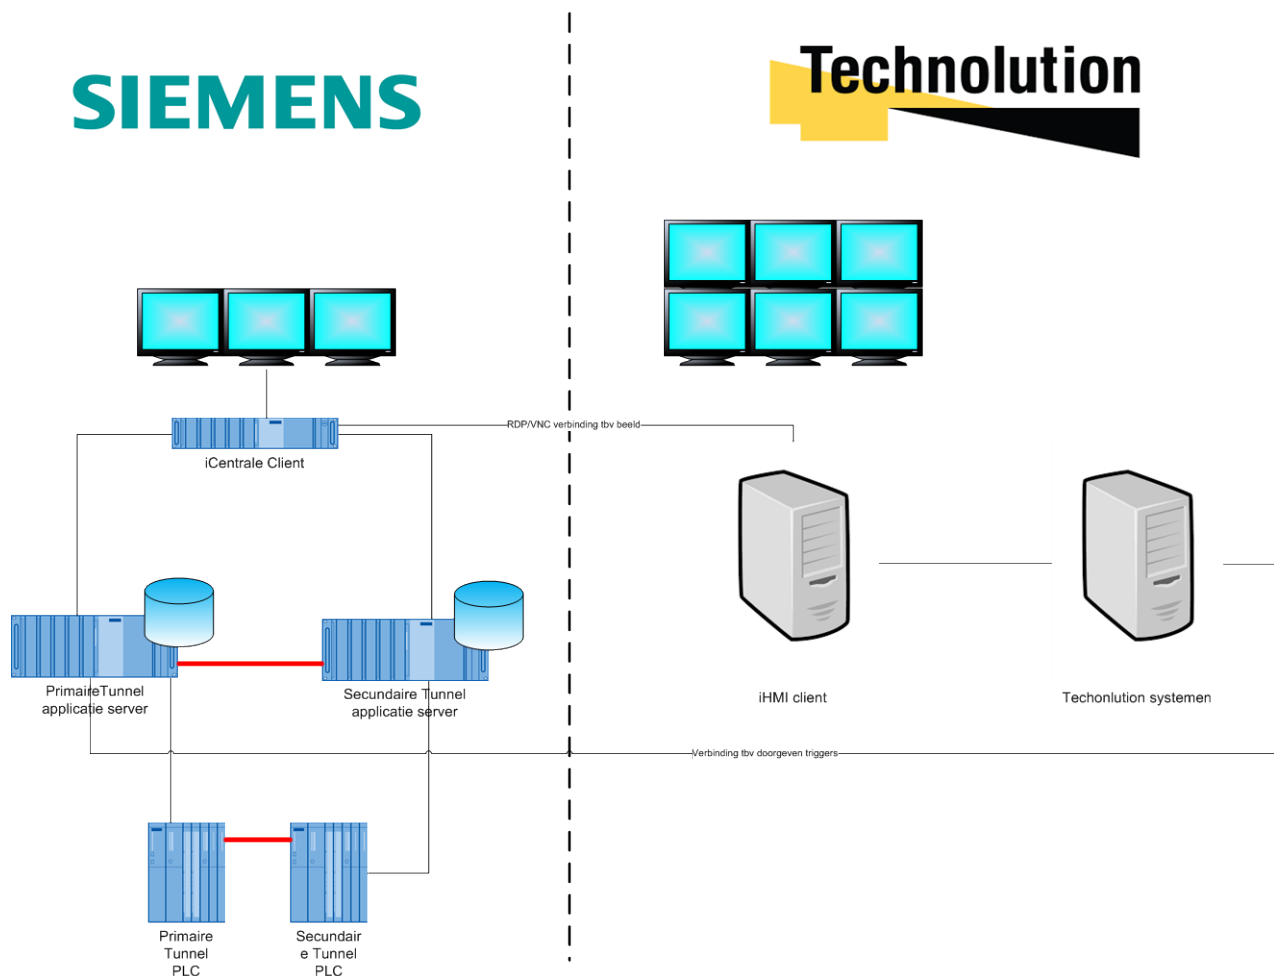 SIEMENS
Technolution
RDP/VNC verbinding tbv beeld
iCentrale Client
PrimaireTunnel
applicatie server
Secundaire Tunnel
applicatie server
iHMI client
Techonlution systemen
Verbinding tbv doorgeven triggers
Primaire
Tunnel
PLC
Secundair
e Tunnel
PLC